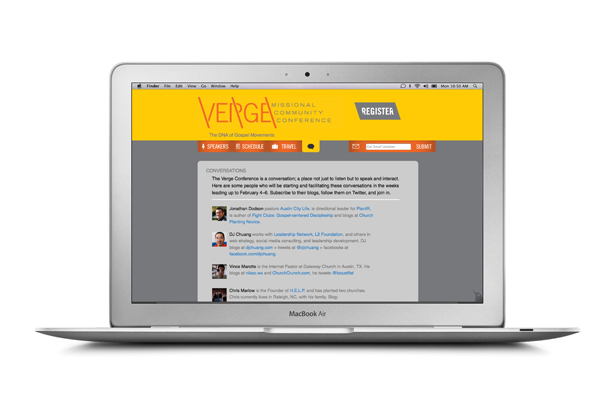 Finder File Edit View Go Window Help
Mon 10:50 AM
VERGE MISSIONAL
COMMUNITY
CONFERENCE
REGISTER
The DNA of Gospel Movements
SPEAKERS SCHEDULE TRAVEL
SUBMIT
CONVERSATIONS
The Verge Conference is a conversation; a place not just to listen but to speak and interact.
Here are some people who will be starting and facilitating these conversations in the weeks
leading up to February 4-6. Subscribe to their blogs, follow them on Twitter, and join in.
Jonathan Dodson pastors Austin City Life, is directional leader for PlantR,
is author of Fight Clubs: Gospel-centered Discipleship and blogs at Church
Planting Novice.
DJ Chuang works with Leadership Network, L2 Foundation, and others in
web strategy, social media consulting, and leadership development. DJ
blogs at djchuang.com + tweets at @djchuang + facebook at
facebook.com/djchuang.
Vince Marotte is the Internet Pastor at Gateway Church in Austin, TX. He
blogs at and ChurchCrunch.com, he tweets
Chris Marlow is the Founder of H.E.L.P. and has planted two churches.
Chris currently lives in Raleigh, NC, with his family. Blog.
MacBook Air